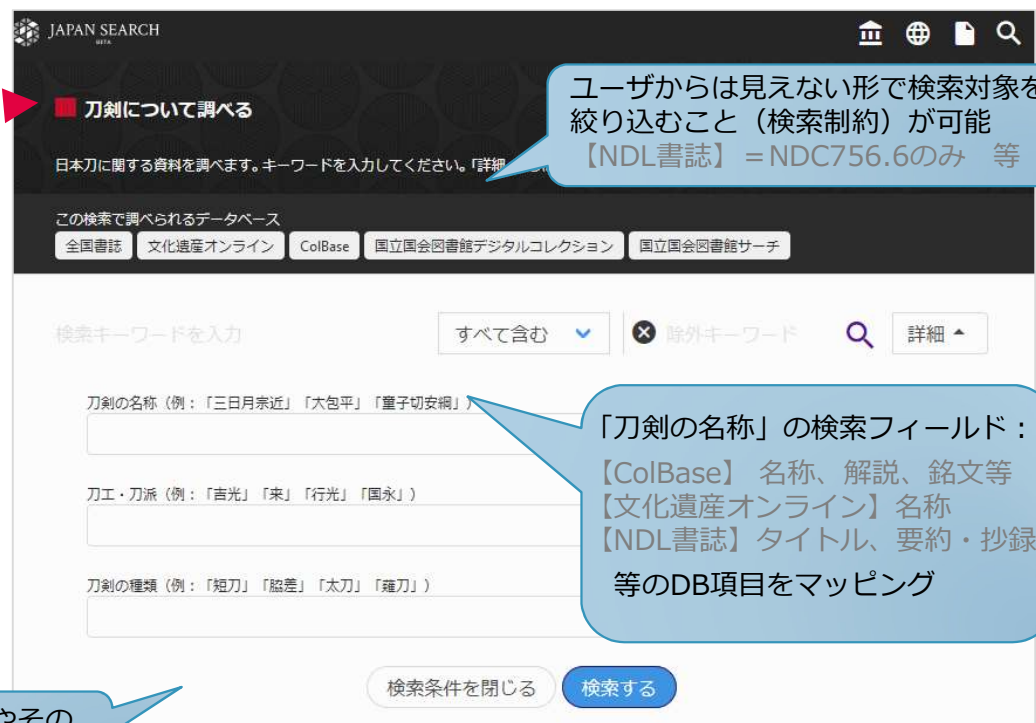 JAPAN SEARCH
BETA
刀剣について調べる
ユーザからは見えない形で検索対象を
絞り込むこと（検索制約）が可能
【NDL書誌】＝NDC756.6のみ　等
日本刀に関する資料を調べます。キーワードを入力してください。「詳細
この検索で調べられるデータベース
全国書誌 文化遺産オンライン ColBase 国立国会図書館デジタルコレクション 国立国会図書館サーチ
検索キーワードを入力 すべて含む 除外キーワード 詳細
刀剣の名称（例：「三日月宗近」「大包平」「童子切安綱」）
「刀剣の名称」の検索フィールド：
【ColBase】 名称、解説、銘文等
【文化遺産オンライン】名称
【NDL書誌】タイトル、要約・抄録
等のDB項目をマッピング
刀工・刀派（例：「吉光」「来」「行光」「国永」）
刀剣の種類（例：「短刀」「脇差」「太刀」「薙刀」）
検索条件を閉じる 検索する
やその